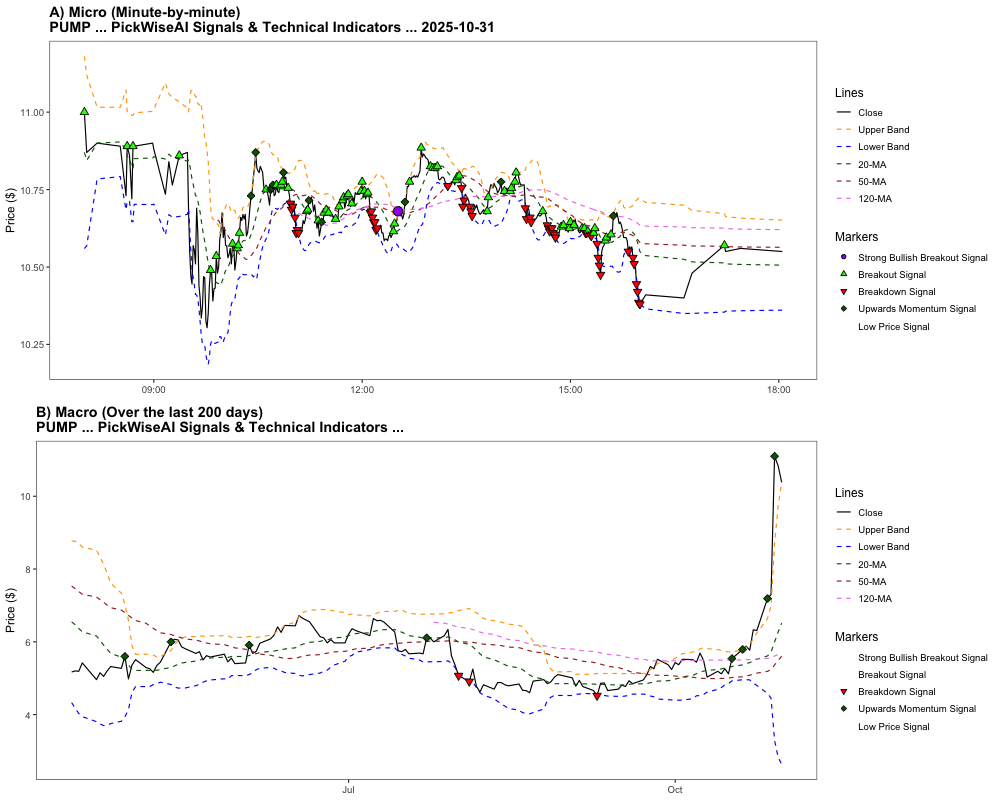 A) Micro (Minute-by-minute)
PUMP ... PickWiseAI Signals & Technical Indicators ... 2025-10-31
Price ($)
11.00
10.75
10.50
10.25
09:00
12:00
15:00
18:00
Lines
Close
Upper Band
Lower Band
20-MA
50-MA
120-MA
Markers
Strong Bullish Breakout Signal
Breakout Signal
Breakdown Signal
Upwards Momentum Signal
Low Price Signal
B) Macro (Over the last 200 days)
PUMP ... PickWiseAI Signals & Technical Indicators ...
Price ($)
10
8
6
4
Jul
Oct
Lines
Close
Upper Band
Lower Band
20-MA
50-MA
120-MA
Markers
Strong Bullish Breakout Signal
Breakout Signal
Breakdown Signal
Upwards Momentum Signal
Low Price Signal